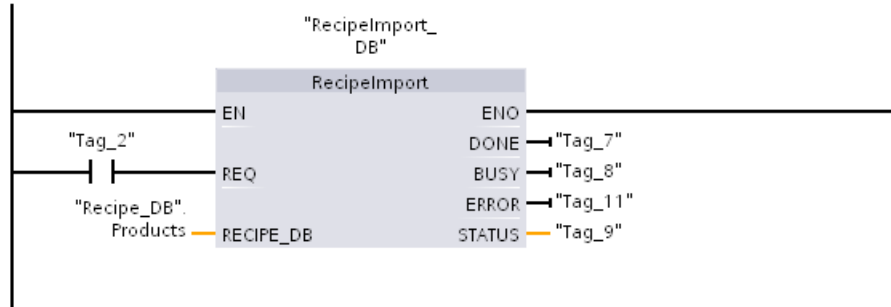 "RecipeImport_
DB"
RecipeImport
EN
ENO
"Tag_2"
DONE
"Tag_7"
REQ
BUSY
"Tag_8"
"Recipe_DB".
ERROR
"Tag_11"
Products
RECIPE_DB
STATUS
"Tag_9"